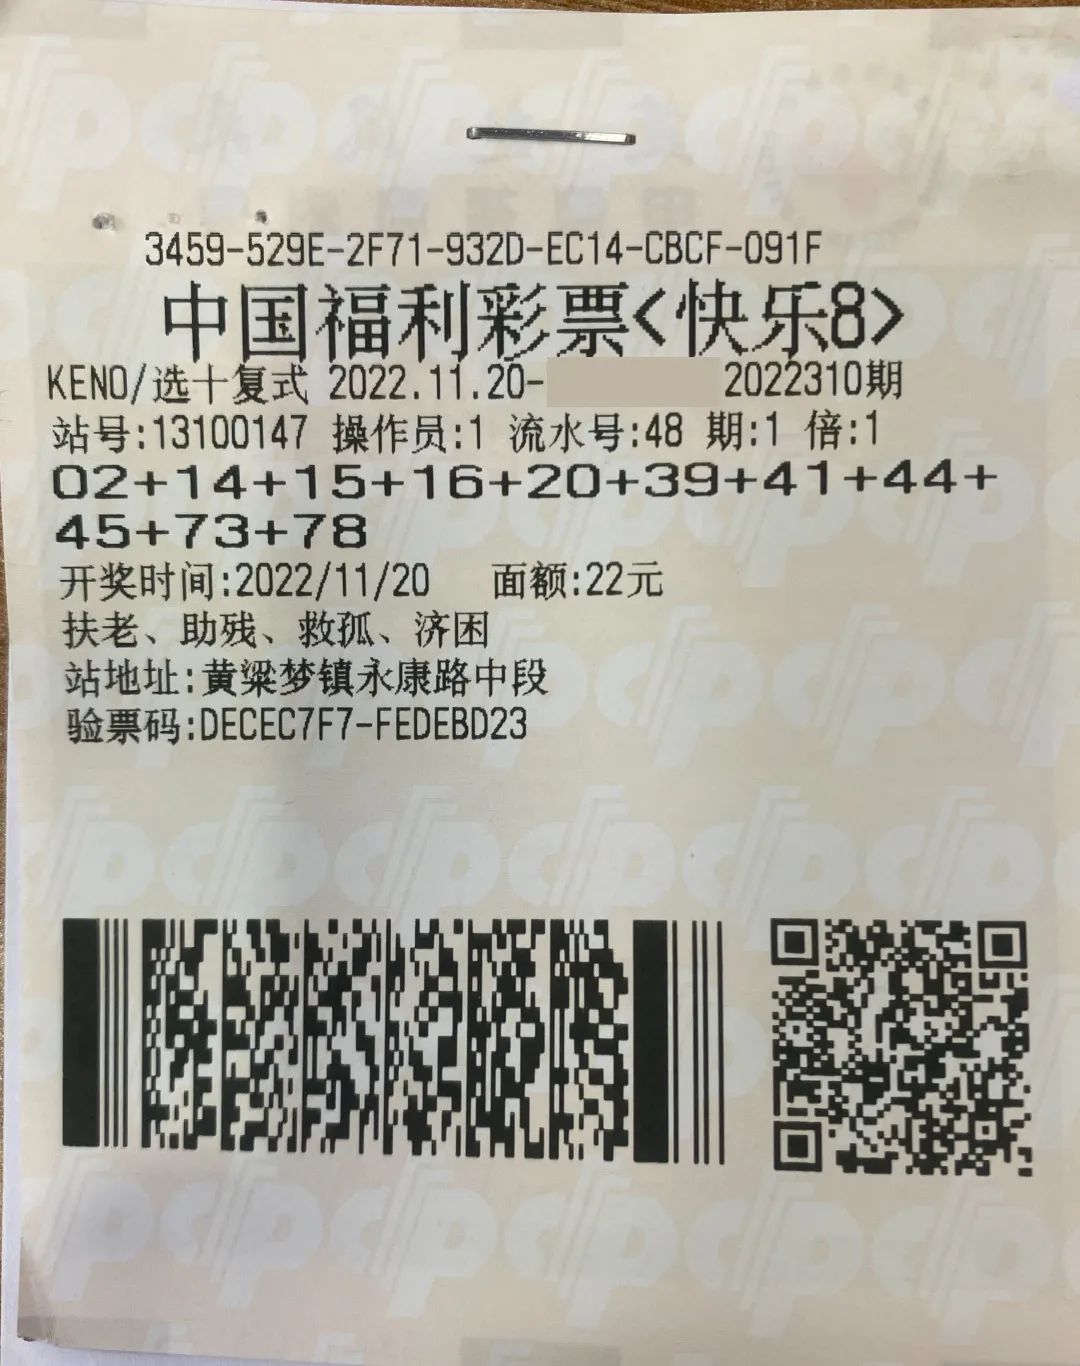 3459-529E-2F71-932D-EC14-CBCF-091F
中国福利彩票<快乐8>
KENO/选十复式 2022.11.20- 2022310期
站号:13100147 操作员:1 流水号:48 期:1 倍:1
02+14+15+16+20+39+41+44+
45+73+78
开奖时间:2022/11/20 面额:22元
扶老、助残、救孤、济困
站地址:黄粱梦镇永康路中段
验票码:DECEC7F7-FEDEBD23